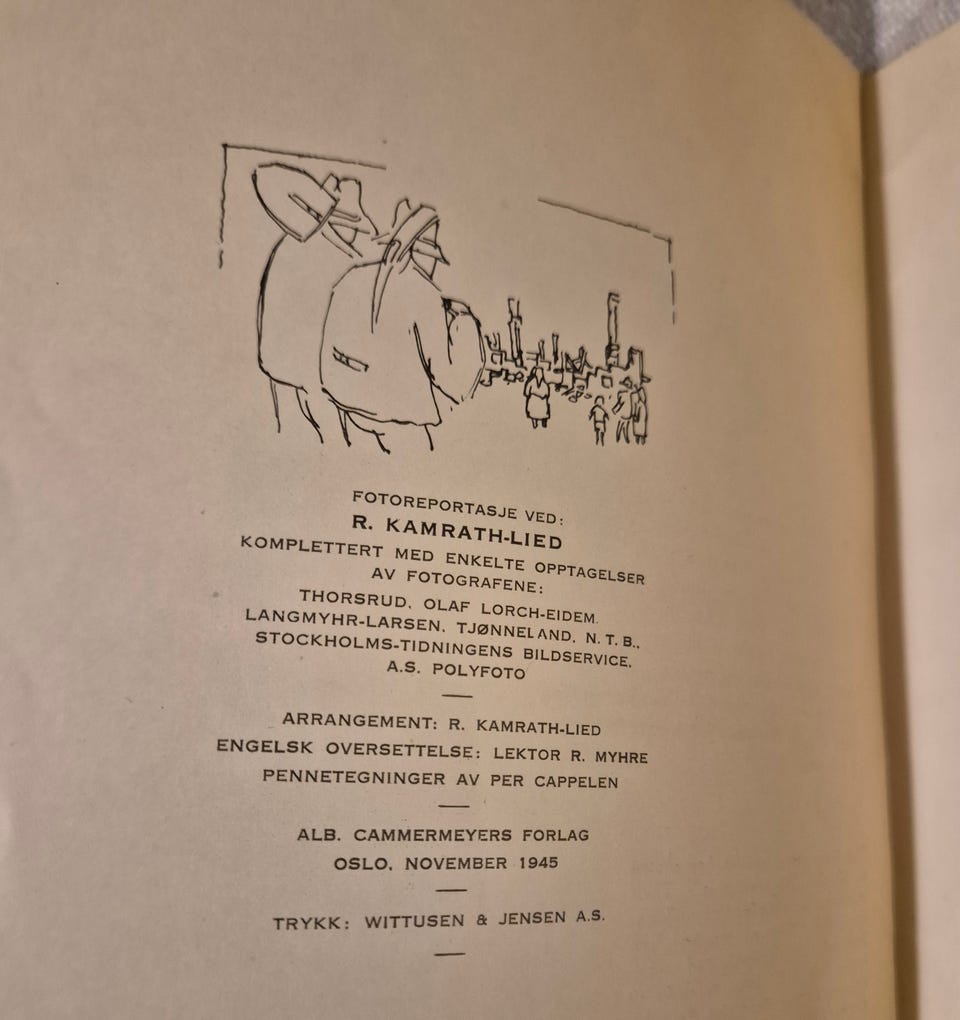 FOTOREPORTASJE VED:
R. KAMRATH-LIED
KOMPLETTERT MED ENKELTE OPPTAGELSER
AV FOTOGRAFENE:
THORSRUD, OLAF LORCH-EIDEM.
LANGMYHR-LARSEN, TJØNNELAND, N. T. B.,
STOCKHOLMS-TIDNINGENS BILDSERVICE,
A.S. POLYFOTO
ARRANGEMENT: R. KAMRATH-LIED
ENGELSK OVERSETTELSE: LEKTOR R. MYHRE
PENNETEGNINGER AV PER CAPPELEN
ALB. CAMMERMEYERS FORLAG
OSLO, NOVEMBER 1945
TRYKK: WITTUSEN & JENSEN A.S.